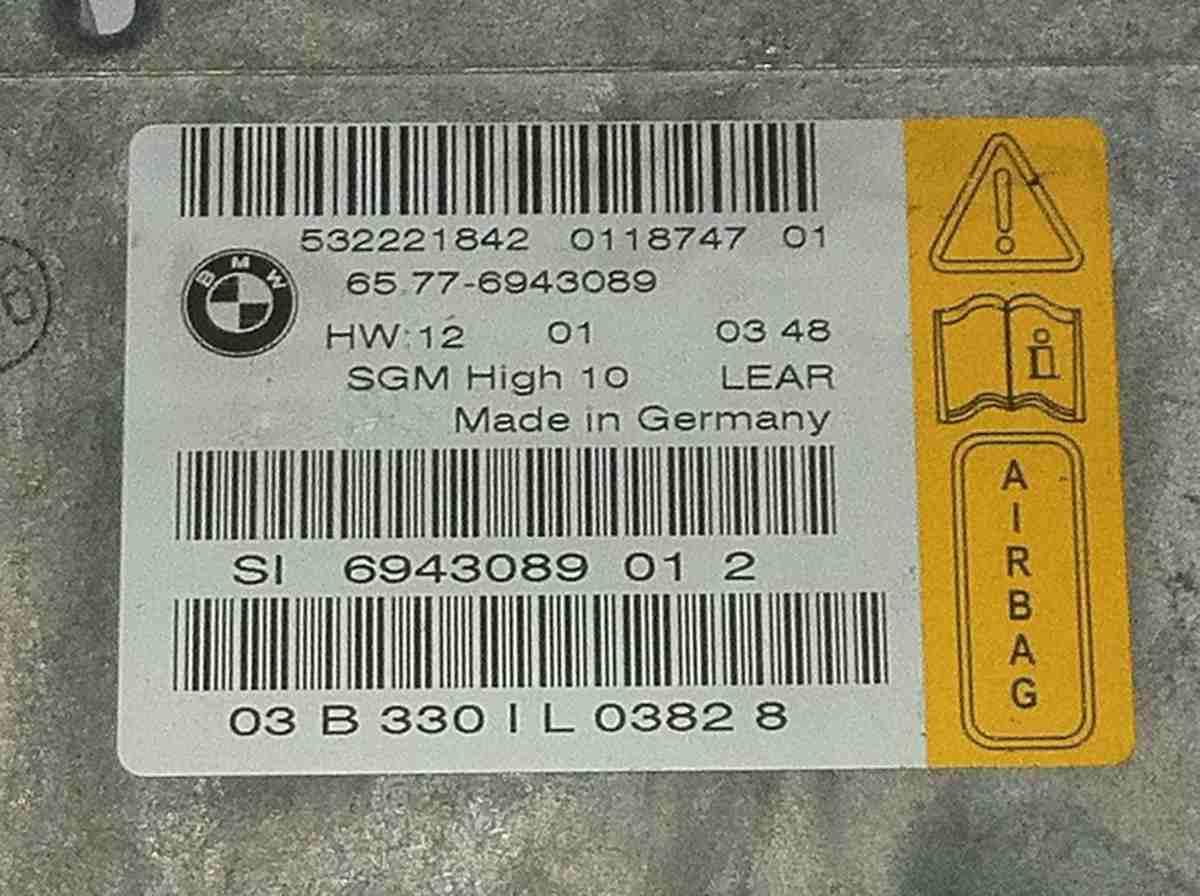 532221842 0118747 01
BMW
65.77-6943089
HW:12 01 03 48
SGM High 10 LEAR
Made in Germany
SI 6943089 01 2
03 B 330 I L 0382 8
i
AIRBAG